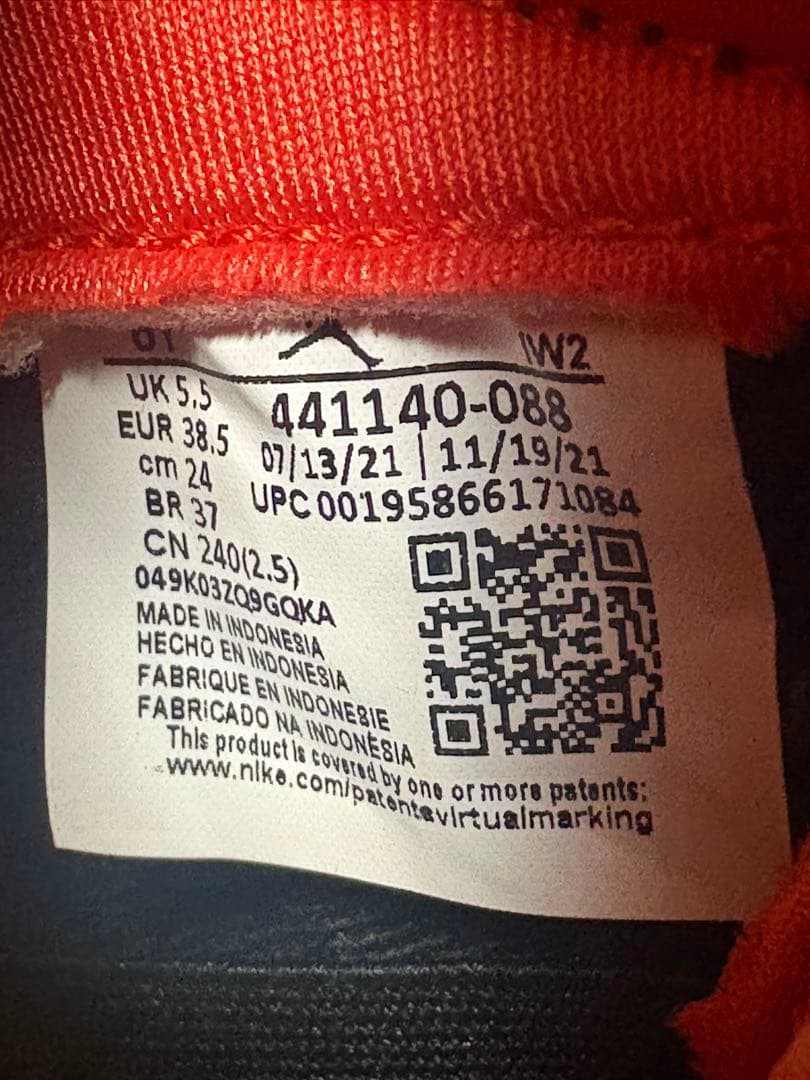 IW2
UK 5.5
EUR 38.5
cm 24
BR 37
CN 240(2.5)
441140-088
07/13/21 | 11/19/21
UPC 00195866171084
049K03ZQ9GQKA
MADE IN INDONESIA
HECHO EN INDONESIA
FABRIQUE EN INDONESIE
FABRICADO NA INDONÉSIA
This product is covered by one or more patents:
www.nike.com/patentsvirtualmarking